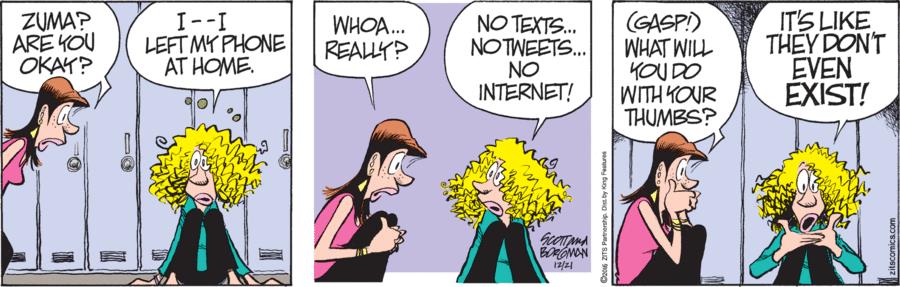 ZUMA?
ARE YOU
OKAY?
I--I
LEFT MY PHONE
AT HOME.
WHOA...
REALLY?
NO TEXTS...
NO TWEETS...
NO
INTERNET!
SCOTT and
BORGMAN
12/21
©2016 ZITS Partnership. Dist. by King Features
(GASP!)
WHAT WILL
YOU DO
WITH YOUR
THUMBS?
IT'S LIKE
THEY DON'T
EVEN
EXIST!
zitscomics.com